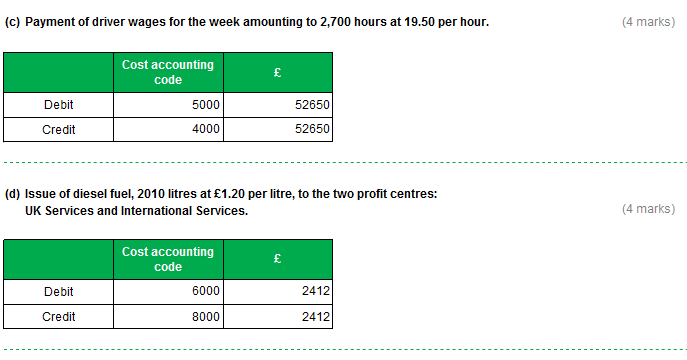 (c) Payment of driver wages for the week amounting to 2,700 hours at 19.50 per hour. (4 marks)
Cost accounting
code £
Debit 5000 52650
Credit 4000 52650
(d) Issue of diesel fuel, 2010 litres at £1.20 per litre, to the two profit centres:
UK Services and International Services. (4 marks)
Cost accounting
code £
Debit 6000 2412
Credit 8000 2412